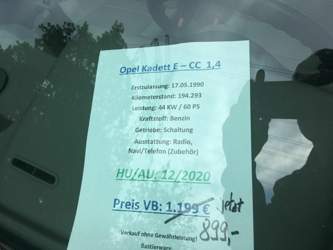 Opel Kadett E – CC 1,4
Erstzulassung: 17.05.1990
Kilometerstand: 194.293
Leistung: 44 KW / 60 PS
Kraftstoff: Benzin
Getriebe: Schaltung
Ausstattung: Radio,
Navi/Telefon (Zubehör)
HU/AU: 12/2020
Preis VB: 1.199 € jetzt
899,-
Verkauf ohne Gewährleistung!
Bastlerware